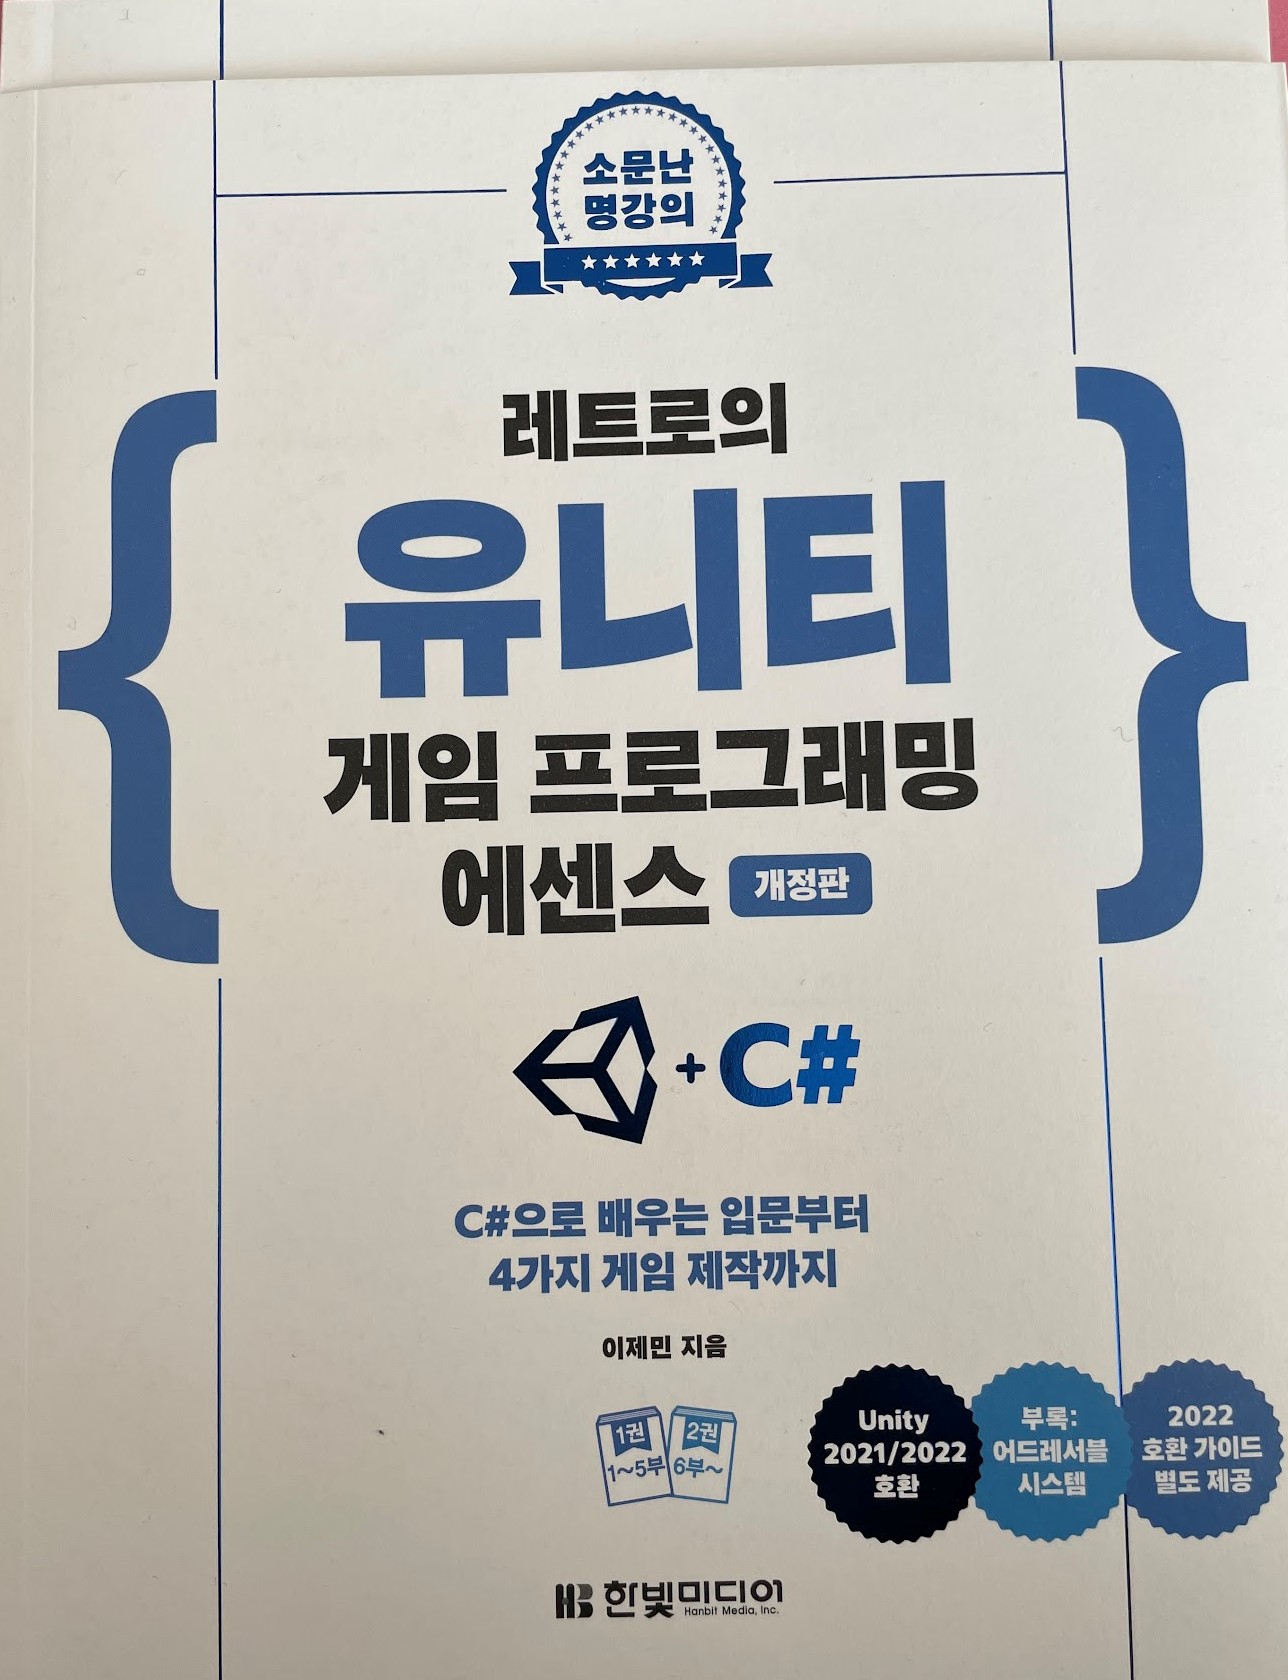 소문난
명강의
레트로의
유니티
게임 프로그래밍
에센스 개정판
+ C#
C#으로 배우는 입문부터
4가지 게임 제작까지
이제민 지음
1권 2권
1~5부 6부~
Unity
2021/2022
호환
부록:
어드레서블
시스템
2022
호환 가이드
별도 제공
HB 한빛미디어
Hanbit Media, Inc.